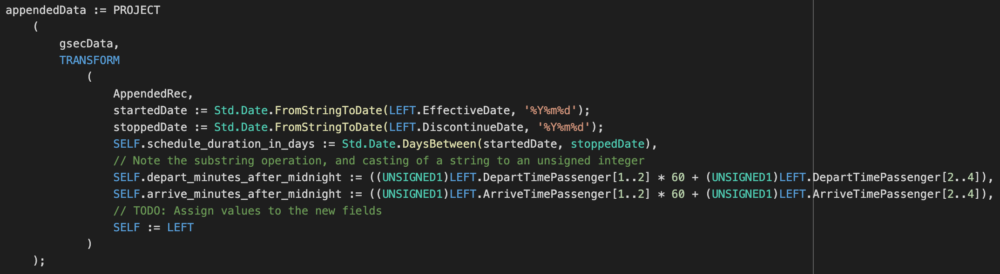 appendedData := PROJECT
(
gsecData,
TRANSFORM
(
AppendedRec,
startedDate := Std.Date.FromStringToDate(LEFT.EffectiveDate, '%Y%m%d');
stoppedDate := Std.Date.FromStringToDate(LEFT.DiscontinueDate, '%Y%m%d');
SELF.schedule_duration_in_days := Std.Date.DaysBetween(startedDate, stoppedDate),
// Note the substring operation, and casting of a string to an unsigned integer
SELF.depart_minutes_after_midnight := ((UNSIGNED1)LEFT.DepartTimePassenger[1..2] * 60 + (UNSIGNED1)LEFT.DepartTimePassenger[2..4]),
SELF.arrive_minutes_after_midnight := ((UNSIGNED1)LEFT.ArriveTimePassenger[1..2] * 60 + (UNSIGNED1)LEFT.ArriveTimePassenger[2..4]),
// TODO: Assign values to the new fields
SELF := LEFT
)
);